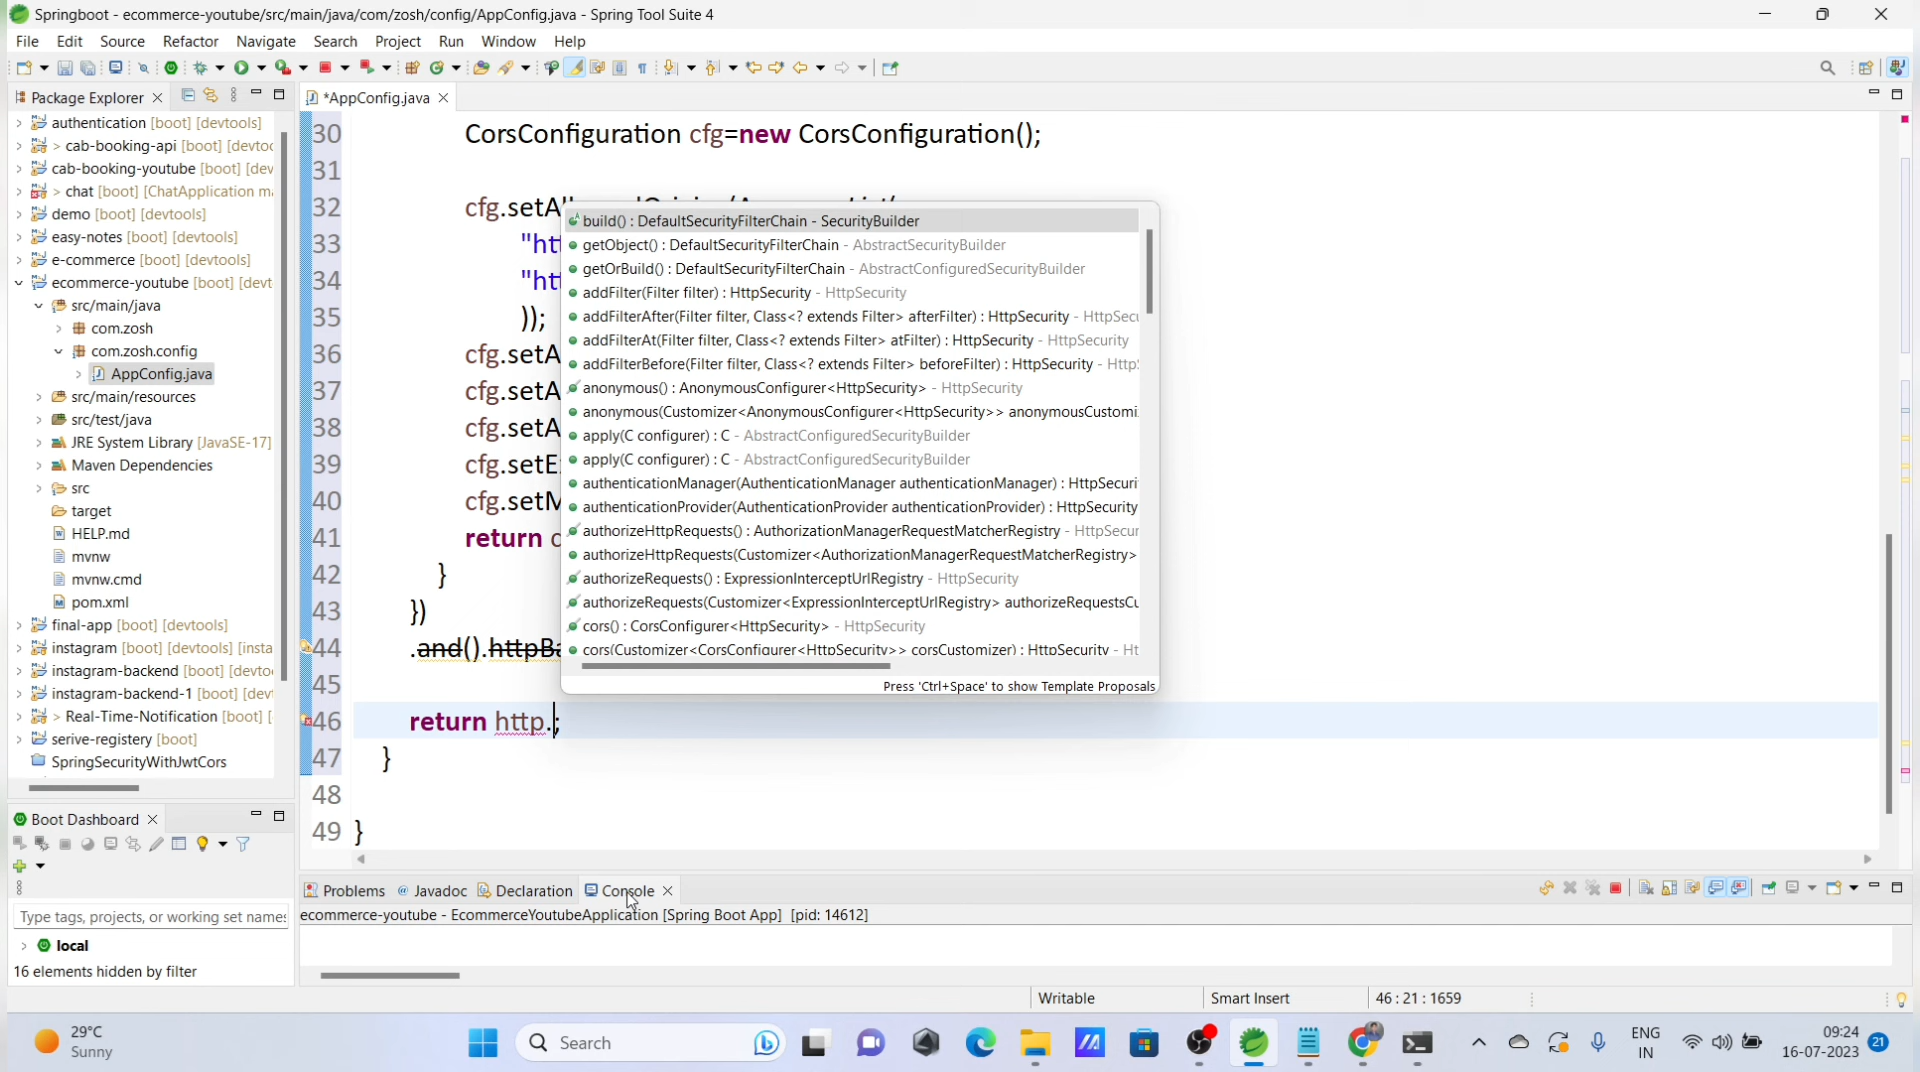 Springboot - ecommerce-youtube/src/main/java/com/zosh/config/AppConfig.java - Spring Tool Suite 4
File Edit Source Refactor Navigate Search Project Run Window Help
Package Explorer
*AppConfig.java
authentication [boot] [devtools]
> cab-booking-api [boot] [devtoo
cab-booking-youtube [boot] [dev
> chat [boot] [ChatApplication ma
demo [boot] [devtools]
easy-notes [boot] [devtools]
e-commerce [boot] [devtools]
ecommerce-youtube [boot] [devt
src/main/java
com.zosh
com.zosh.config
AppConfig.java
src/main/resources
src/test/java
JRE System Library [JavaSE-17]
Maven Dependencies
src
target
HELP.md
mvnw
mvnw.cmd
pom.xml
final-app [boot] [devtools]
instagram [boot] [devtools] [insta
instagram-backend [boot] [devto
instagram-backend-1 [boot] [dev
> Real-Time-Notification [boot] [
serive-registery [boot]
SpringSecurityWithJwtCors
30 CorsConfiguration cfg=new CorsConfiguration();
31
32 cfg.setAl
33 "htt
34 "htt
35 ));
36 cfg.setA
37 cfg.setA
38 cfg.setA
39 cfg.setE
40 cfg.setM
41 return c
42 }
43 })
44 .and().httpBa
45
46 return http.;
47 }
48
49 }
build() : DefaultSecurityFilterChain - SecurityBuilder
getObject() : DefaultSecurityFilterChain - AbstractSecurityBuilder
getOrBuild() : DefaultSecurityFilterChain - AbstractConfiguredSecurityBuilder
addFilter(Filter filter) : HttpSecurity - HttpSecurity
addFilterAfter(Filter filter, Class<? extends Filter> afterFilter) : HttpSecurity - HttpSecu
addFilterAt(Filter filter, Class<? extends Filter> atFilter) : HttpSecurity - HttpSecurity
addFilterBefore(Filter filter, Class<? extends Filter> beforeFilter) : HttpSecurity - Http
anonymous() : AnonymousConfigurer<HttpSecurity> - HttpSecurity
anonymous(Customizer<AnonymousConfigurer<HttpSecurity>> anonymousCustomi
apply(C configurer) : C - AbstractConfiguredSecurityBuilder
apply(C configurer) : C - AbstractConfiguredSecurityBuilder
authenticationManager(AuthenticationManager authenticationManager) : HttpSecuri
authenticationProvider(AuthenticationProvider authenticationProvider) : HttpSecurity
authorizeHttpRequests() : AuthorizationManagerRequestMatcherRegistry - HttpSecur
authorizeHttpRequests(Customizer<AuthorizationManagerRequestMatcherRegistry>
authorizeRequests() : ExpressionInterceptUrlRegistry - HttpSecurity
authorizeRequests(Customizer<ExpressionInterceptUrlRegistry> authorizeRequestsCu
cors() : CorsConfigurer<HttpSecurity> - HttpSecurity
cors(Customizer<CorsConfigurer<HttpSecurity>> corsCustomizer) : HttpSecurity - Ht
Press 'Ctrl+Space' to show Template Proposals
Boot Dashboard
Type tags, projects, or working set names
local
16 elements hidden by filter
Problems Javadoc Declaration Console
ecommerce-youtube - EcommerceYoutubeApplication [Spring Boot App] [pid: 14612]
Writable Smart Insert 46 : 21 : 1659
29°C
Sunny
Search
ENG
IN
09:24
16-07-2023
21